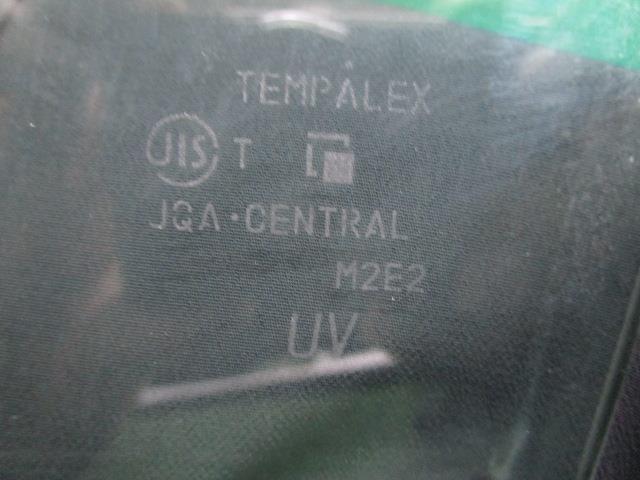 TEMPALEX
JIS T
JQA·CENTRAL
M2E2
UV